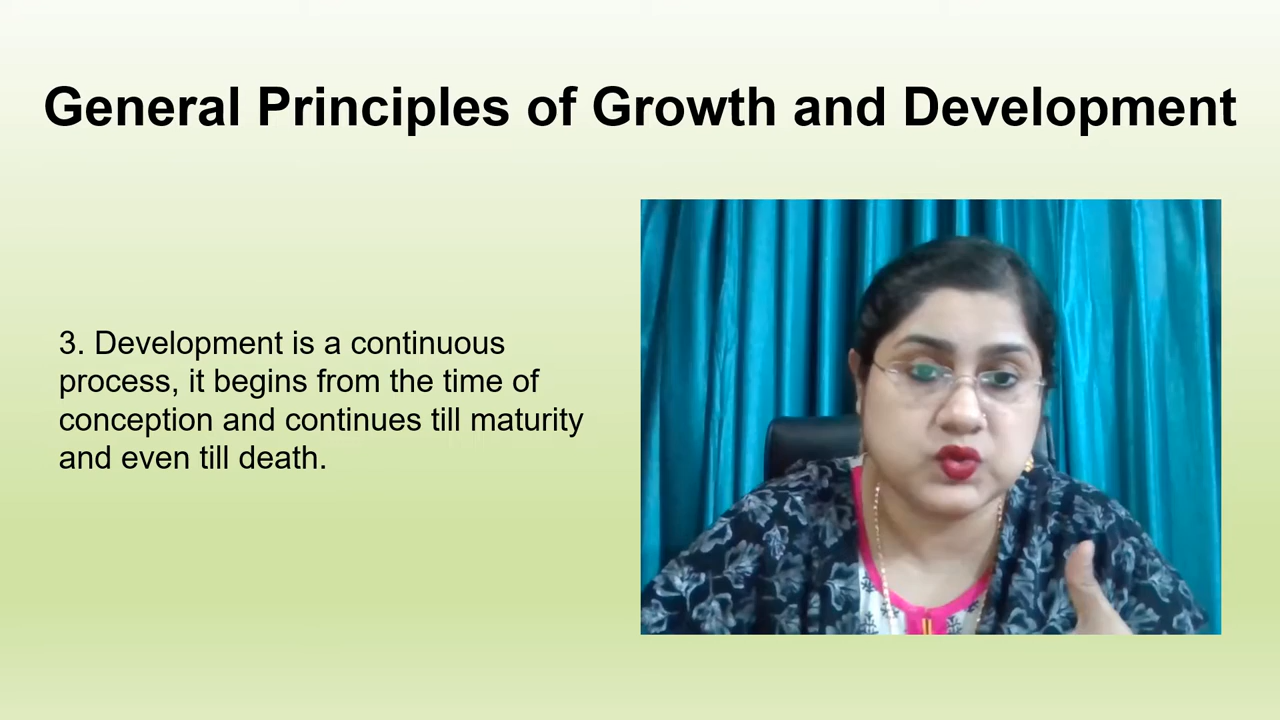 General Principles of Growth and Development
3. Development is a continuous
process, it begins from the time of
conception and continues till maturity
and even till death.